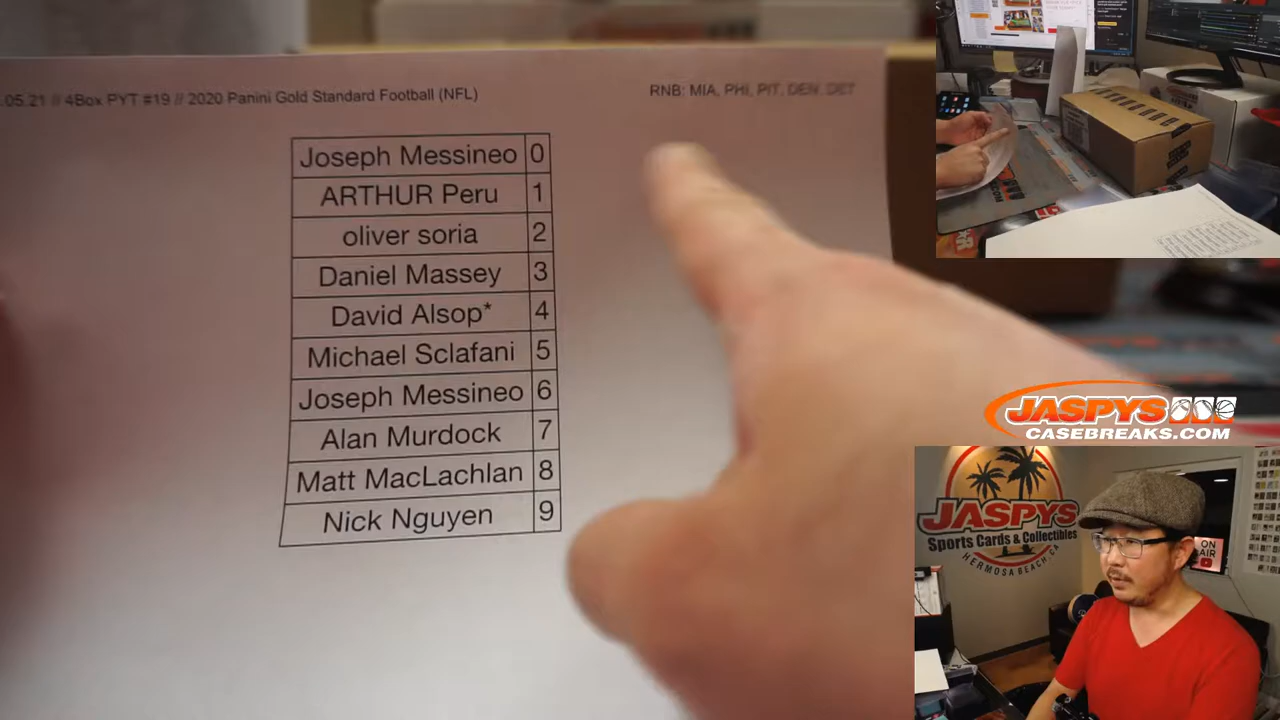 .05.21 // 4Box PYT #19 // 2020 Panini Gold Standard Football (NFL)
RNB: MIA, PHI, PIT, DEN, DET
Joseph Messineo 0
ARTHUR Peru 1
oliver soria 2
Daniel Massey 3
David Alsop* 4
Michael Sclafani 5
Joseph Messineo 6
Alan Murdock 7
Matt MacLachlan 8
Nick Nguyen 9
JASPYS
CASEBREAKS.COM
JASPYS
Sports Cards & Collectibles
HERMOSA BEACH, CA
ON
AIR